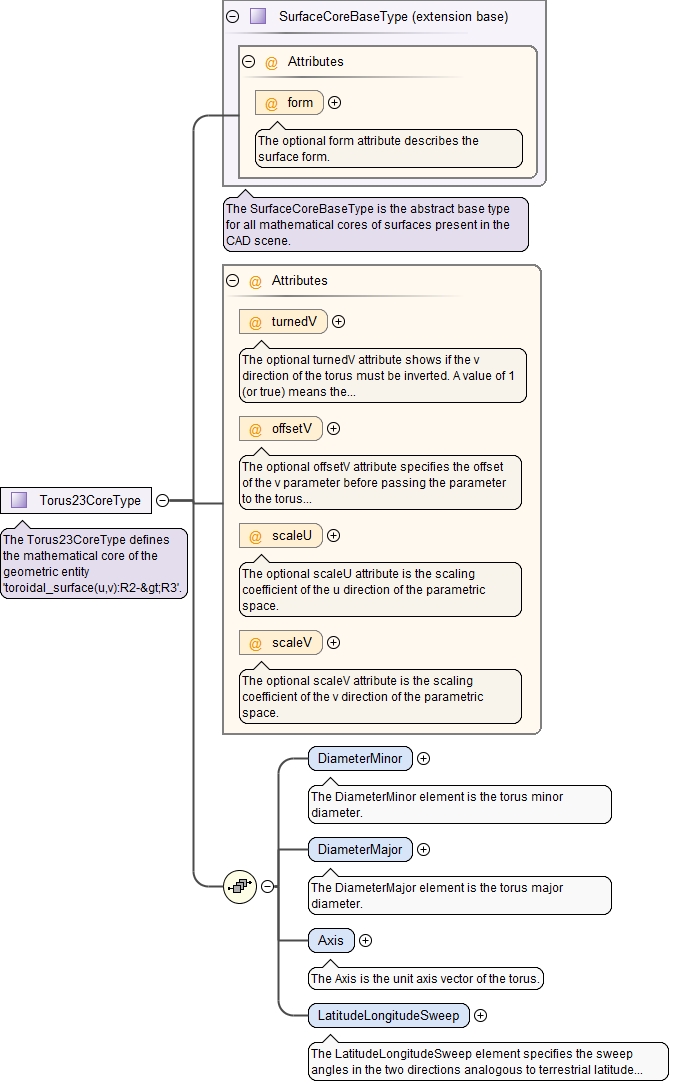 SurfaceCoreBaseType (extension base)
@ Attributes
@ form
The optional form attribute describes the
surface form.
The SurfaceCoreBaseType is the abstract base type
for all mathematical cores of surfaces present in the
CAD scene.
@ Attributes
@ turnedV
The optional turnedV attribute shows if the v
direction of the torus must be inverted. A value of 1
(or true) means the...
@ offsetV
The optional offsetV attribute specifies the offset
of the v parameter before passing the parameter
to the torus...
Torus23CoreType
The Torus23CoreType defines
the mathematical core of the
geometric entity
'toroidal_surface(u,v):R2-&gt;R3'.
@ scaleU
The optional scaleU attribute is the scaling
coefficient of the u direction of the parametric
space.
@ scaleV
The optional scaleV attribute is the scaling
coefficient of the v direction of the parametric
space.
DiameterMinor
The DiameterMinor element is the torus minor
diameter.
DiameterMajor
The DiameterMajor element is the torus major
diameter.
Axis
The Axis is the unit axis vector of the torus.
LatitudeLongitudeSweep
The LatitudeLongitudeSweep element specifies the sweep
angles in the two directions analogous to terrestrial latitude...